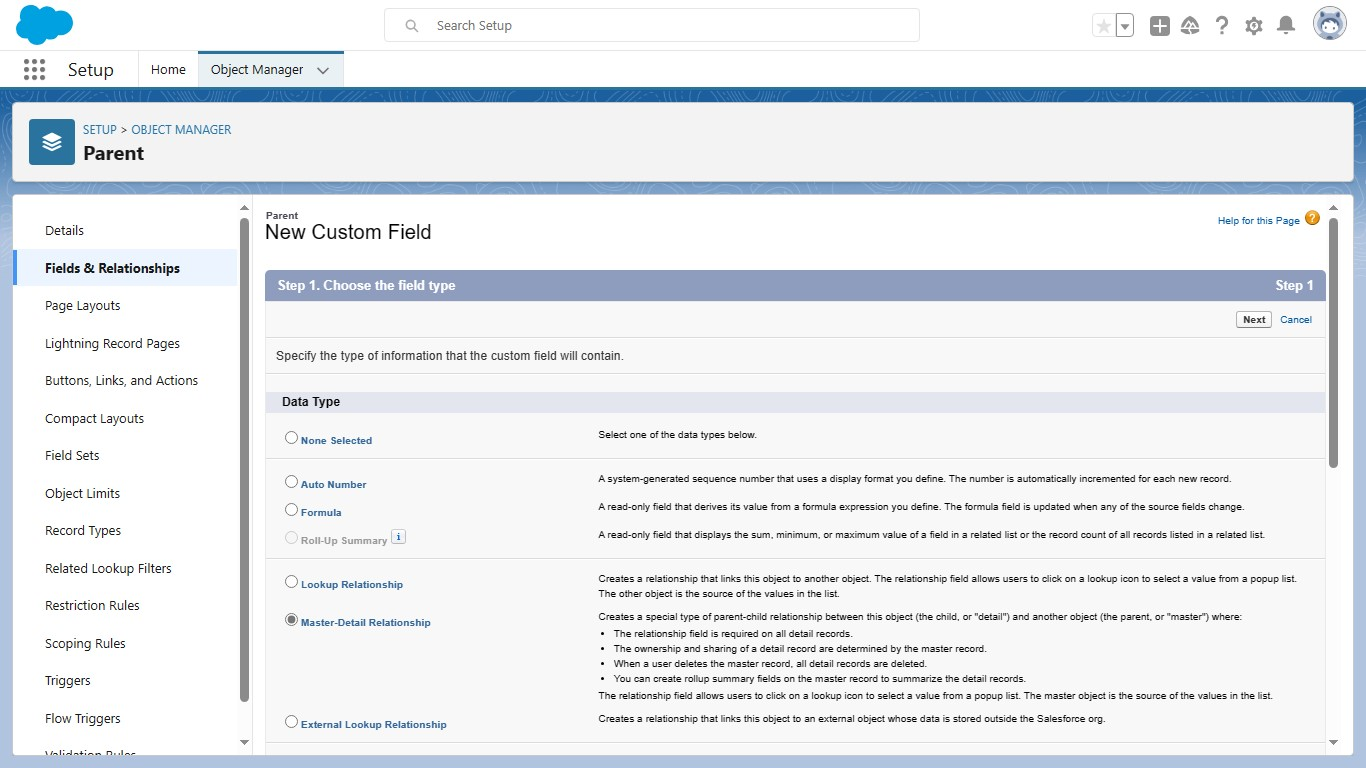 Search Setup
Setup
Home
Object Manager
SETUP > OBJECT MANAGER
Parent
Details
Fields & Relationships
Page Layouts
Lightning Record Pages
Buttons, Links, and Actions
Compact Layouts
Field Sets
Object Limits
Record Types
Related Lookup Filters
Restriction Rules
Scoping Rules
Triggers
Flow Triggers
Validation Rules
Parent
New Custom Field
Help for this Page ?
Step 1. Choose the field type
Step 1
Next
Cancel
Specify the type of information that the custom field will contain.
Data Type
None Selected
Select one of the data types below.
Auto Number
A system-generated sequence number that uses a display format you define. The number is automatically incremented for each new record.
Formula
A read-only field that derives its value from a formula expression you define. The formula field is updated when any of the source fields change.
Roll-Up Summary i
A read-only field that displays the sum, minimum, or maximum value of a field in a related list or the record count of all records listed in a related list.
Lookup Relationship
Creates a relationship that links this object to another object. The relationship field allows users to click on a lookup icon to select a value from a popup list.
The other object is the source of the values in the list.
Master-Detail Relationship
Creates a special type of parent-child relationship between this object (the child, or "detail") and another object (the parent, or "master") where:
• The relationship field is required on all detail records.
• The ownership and sharing of a detail record are determined by the master record.
• When a user deletes the master record, all detail records are deleted.
• You can create rollup summary fields on the master record to summarize the detail records.
The relationship field allows users to click on a lookup icon to select a value from a popup list. The master object is the source of the values in the list.
External Lookup Relationship
Creates a relationship that links this object to an external object whose data is stored outside the Salesforce org.